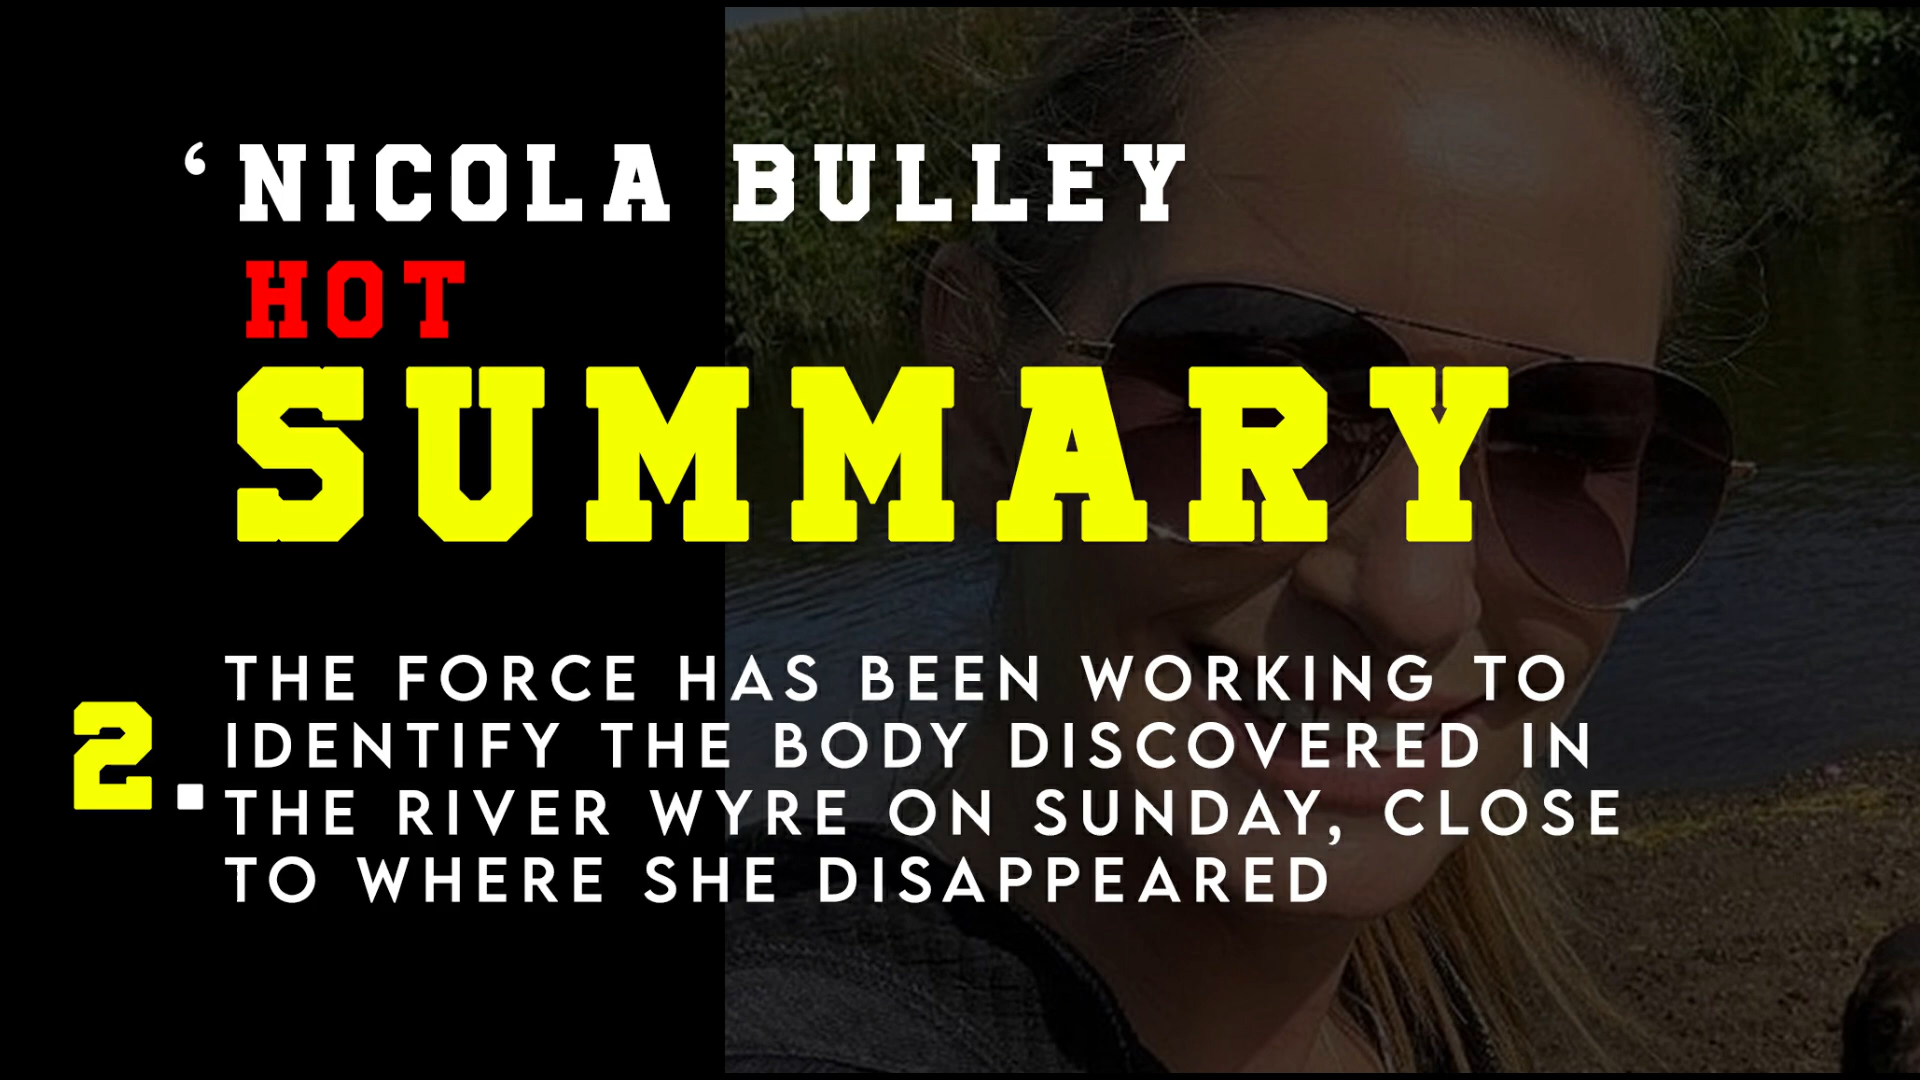 ‘NICOLA BULLEY
HOT
SUMMARY
2. THE FORCE HAS BEEN WORKING TO
IDENTIFY THE BODY DISCOVERED IN
THE RIVER WYRE ON SUNDAY, CLOSE
TO WHERE SHE DISAPPEARED